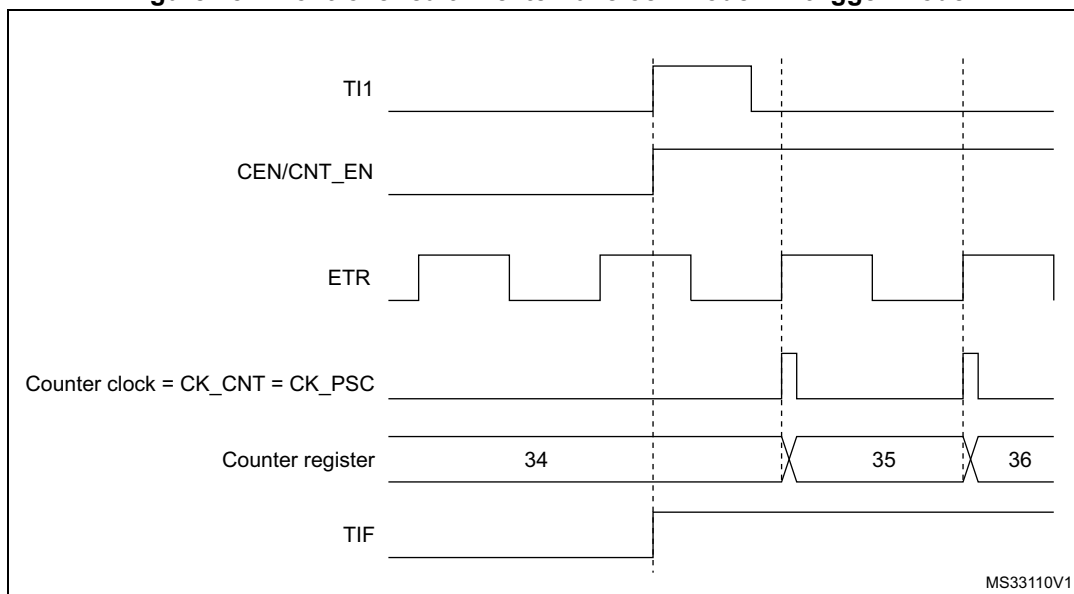 TI1
CEN/CNT_EN
ETR
Counter clock = CK_CNT = CK_PSC
Counter register 34 35 36
TIF
MS33110V1